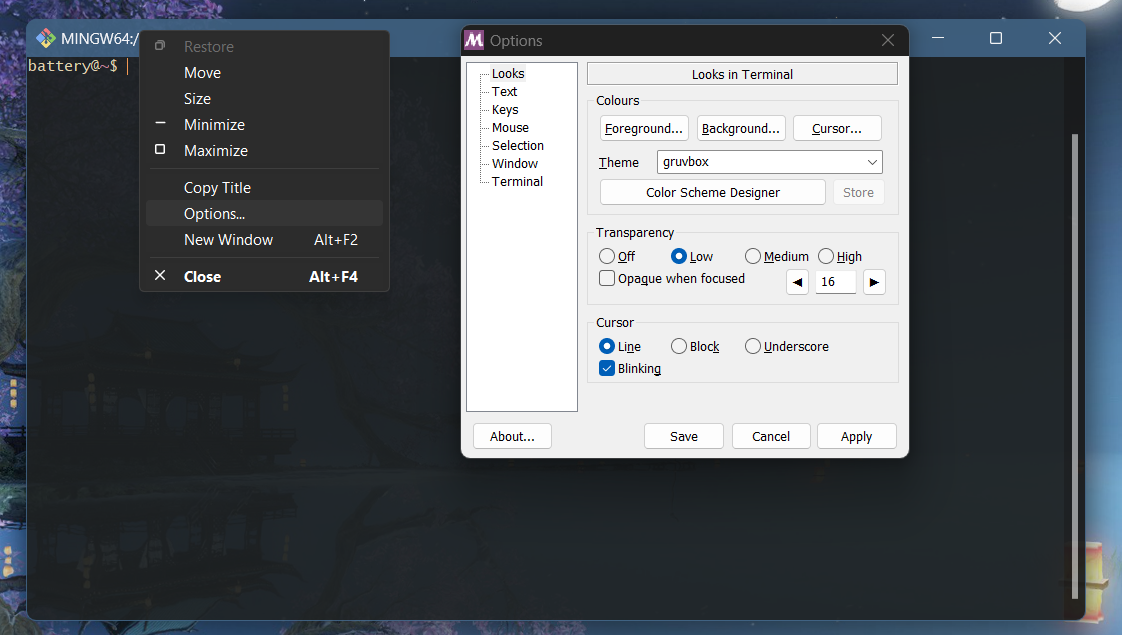 MINGW64:/
battery@~$
Restore
Move
Size
Minimize
Maximize
Copy Title
Options...
New Window Alt+F2
Close Alt+F4
Options
Looks
Text
Keys
Mouse
Selection
Window
Terminal
Looks in Terminal
Colours
Foreground... Background... Cursor...
Theme gruvbox
Color Scheme Designer Store
Transparency
Off Low Medium High
Opaque when focused 16
Cursor
Line Block Underscore
Blinking
About... Save Cancel Apply